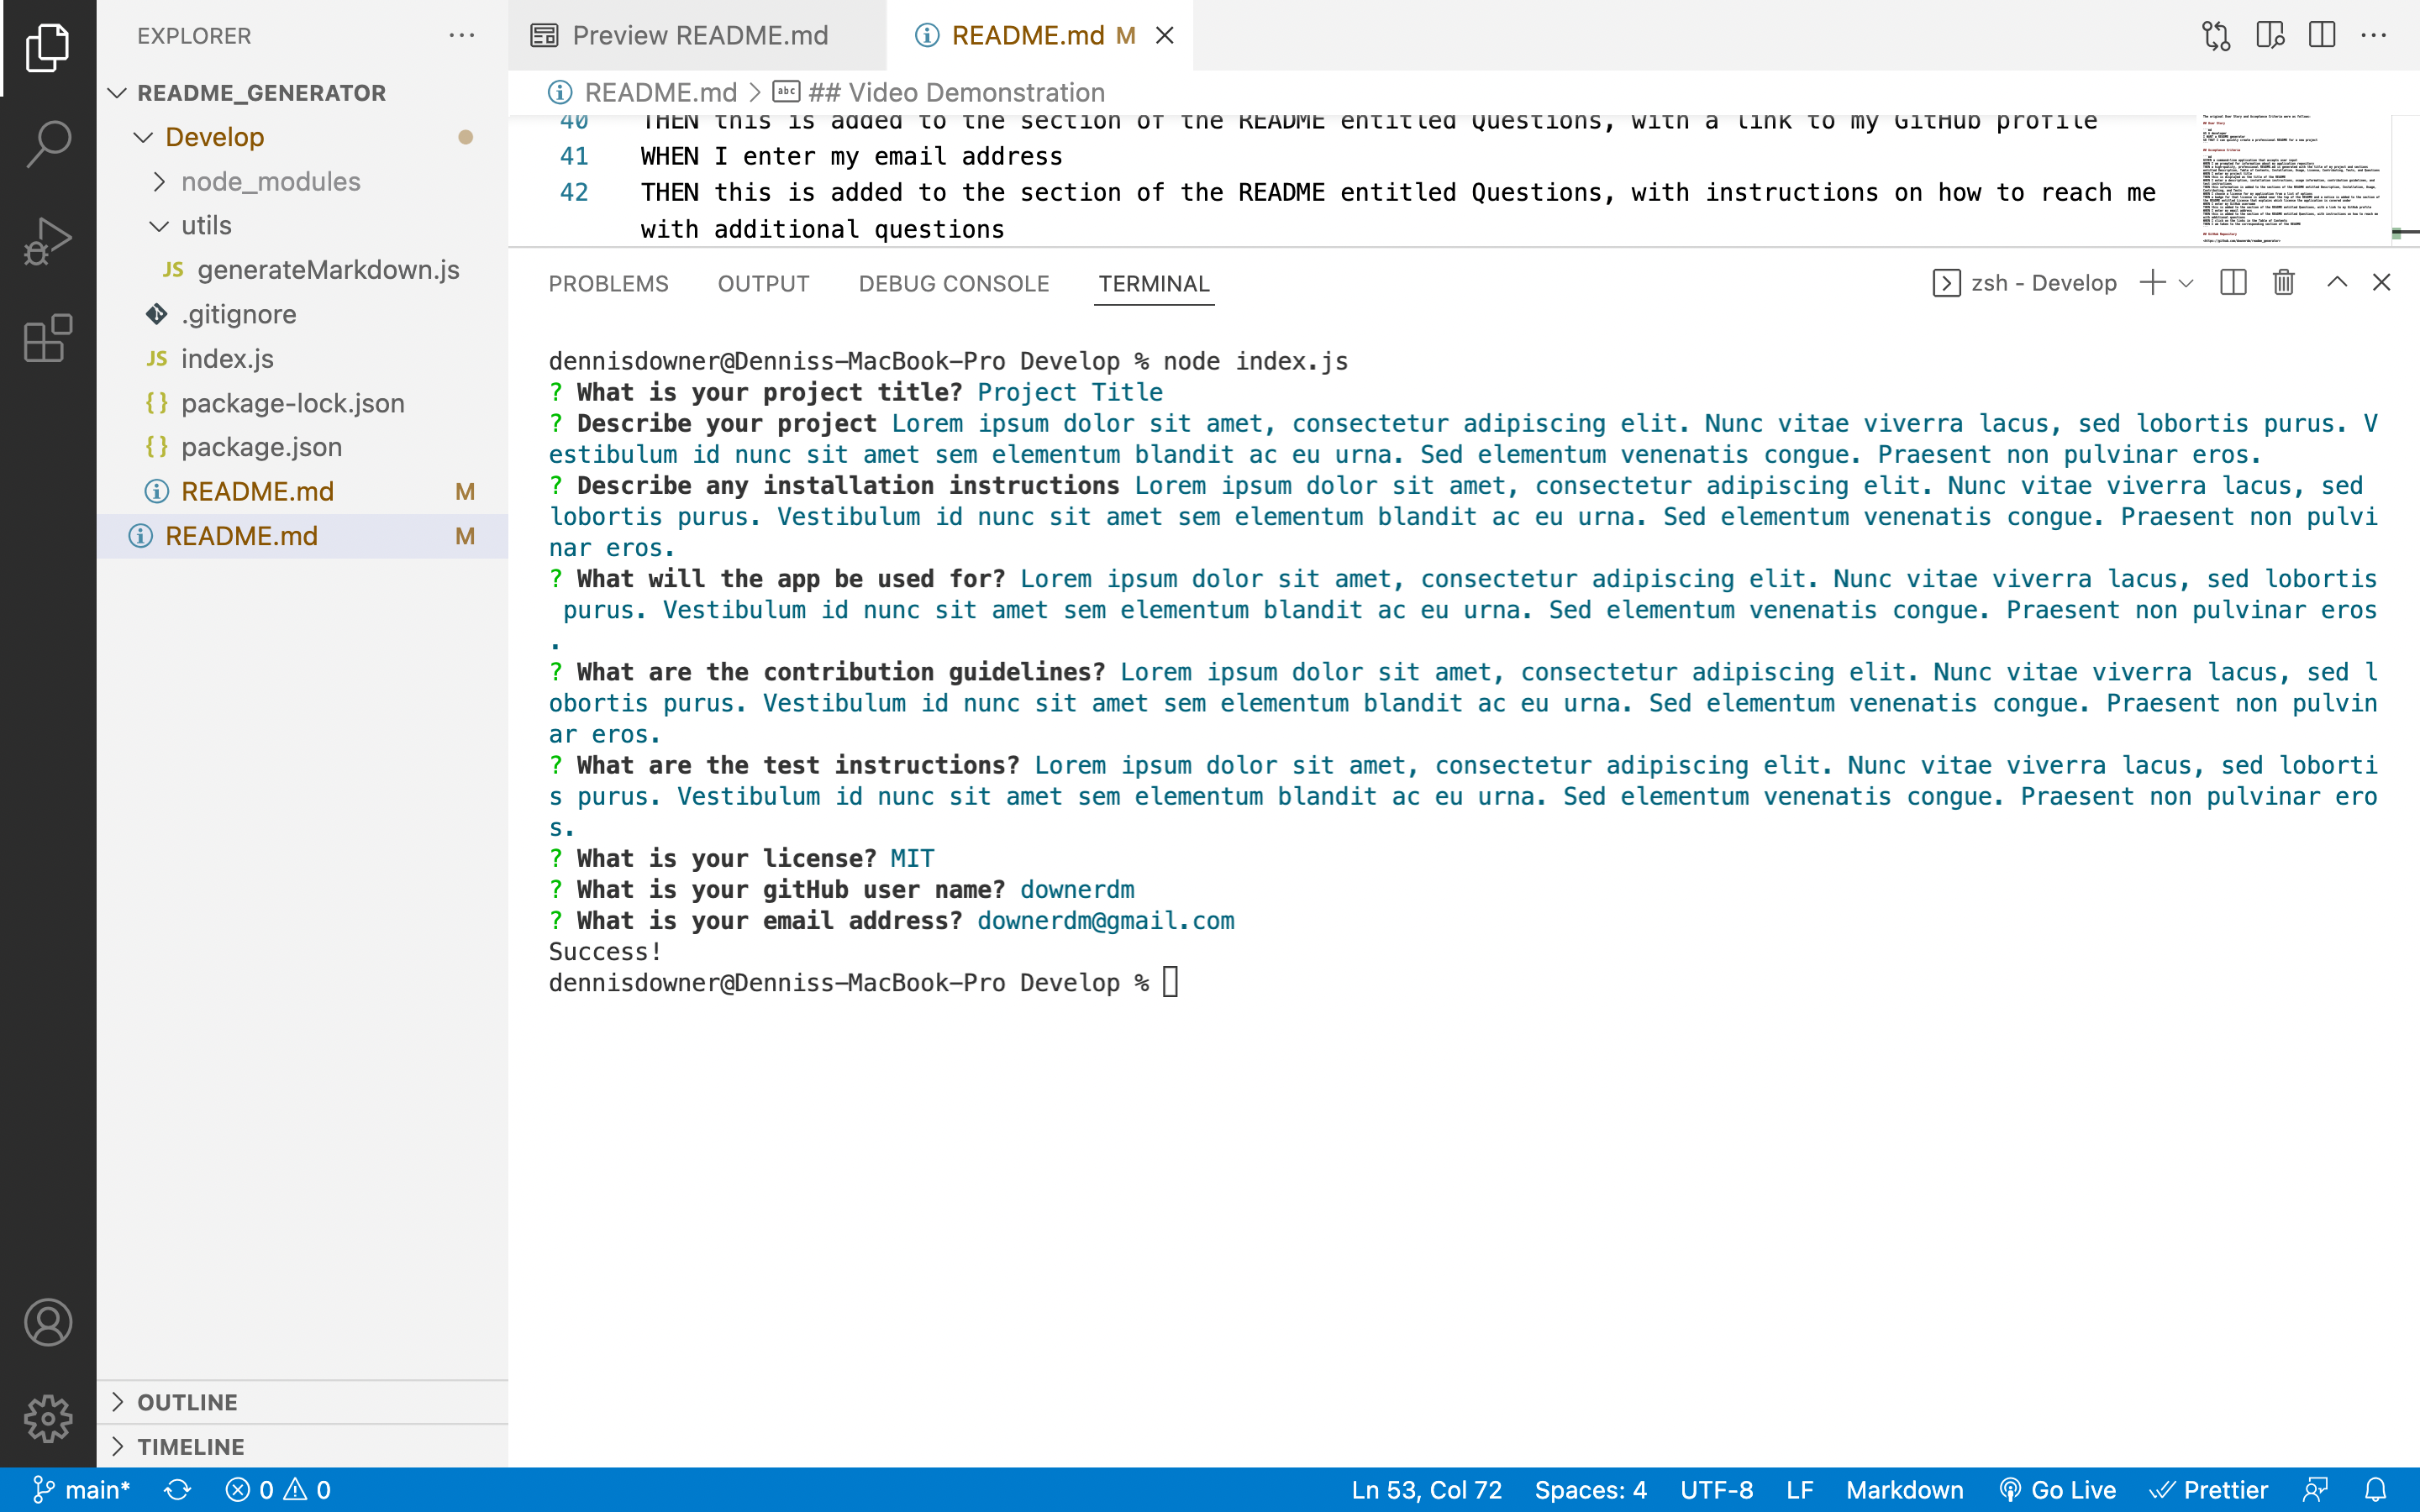 EXPLORER
README_GENERATOR
Develop
node_modules
utils
JS generateMarkdown.js
.gitignore
JS index.js
{} package-lock.json
{} package.json
README.md M
README.md M
OUTLINE
TIMELINE
Preview README.md
README.md M
README.md > abc ## Video Demonstration
40 THEN this is added to the section of the README entitled Questions, with a link to my GitHub profile
41 WHEN I enter my email address
42 THEN this is added to the section of the README entitled Questions, with instructions on how to reach me
with additional questions
PROBLEMS OUTPUT DEBUG CONSOLE TERMINAL
zsh - Develop
dennisdowner@Denniss-MacBook-Pro Develop % node index.js
? What is your project title? Project Title
? Describe your project Lorem ipsum dolor sit amet, consectetur adipiscing elit. Nunc vitae viverra lacus, sed lobortis purus. V
estibulum id nunc sit amet sem elementum blandit ac eu urna. Sed elementum venenatis congue. Praesent non pulvinar eros.
? Describe any installation instructions Lorem ipsum dolor sit amet, consectetur adipiscing elit. Nunc vitae viverra lacus, sed
lobortis purus. Vestibulum id nunc sit amet sem elementum blandit ac eu urna. Sed elementum venenatis congue. Praesent non pulvi
nar eros.
? What will the app be used for? Lorem ipsum dolor sit amet, consectetur adipiscing elit. Nunc vitae viverra lacus, sed lobortis
purus. Vestibulum id nunc sit amet sem elementum blandit ac eu urna. Sed elementum venenatis congue. Praesent non pulvinar eros
.
? What are the contribution guidelines? Lorem ipsum dolor sit amet, consectetur adipiscing elit. Nunc vitae viverra lacus, sed l
obortis purus. Vestibulum id nunc sit amet sem elementum blandit ac eu urna. Sed elementum venenatis congue. Praesent non pulvin
ar eros.
? What are the test instructions? Lorem ipsum dolor sit amet, consectetur adipiscing elit. Nunc vitae viverra lacus, sed loborti
s purus. Vestibulum id nunc sit amet sem elementum blandit ac eu urna. Sed elementum venenatis congue. Praesent non pulvinar ero
s.
? What is your license? MIT
? What is your gitHub user name? downerdm
? What is your email address? downerdm@gmail.com
Success!
dennisdowner@Denniss-MacBook-Pro Develop %
main* 0 0 Ln 53, Col 72 Spaces: 4 UTF-8 LF Markdown Go Live Prettier